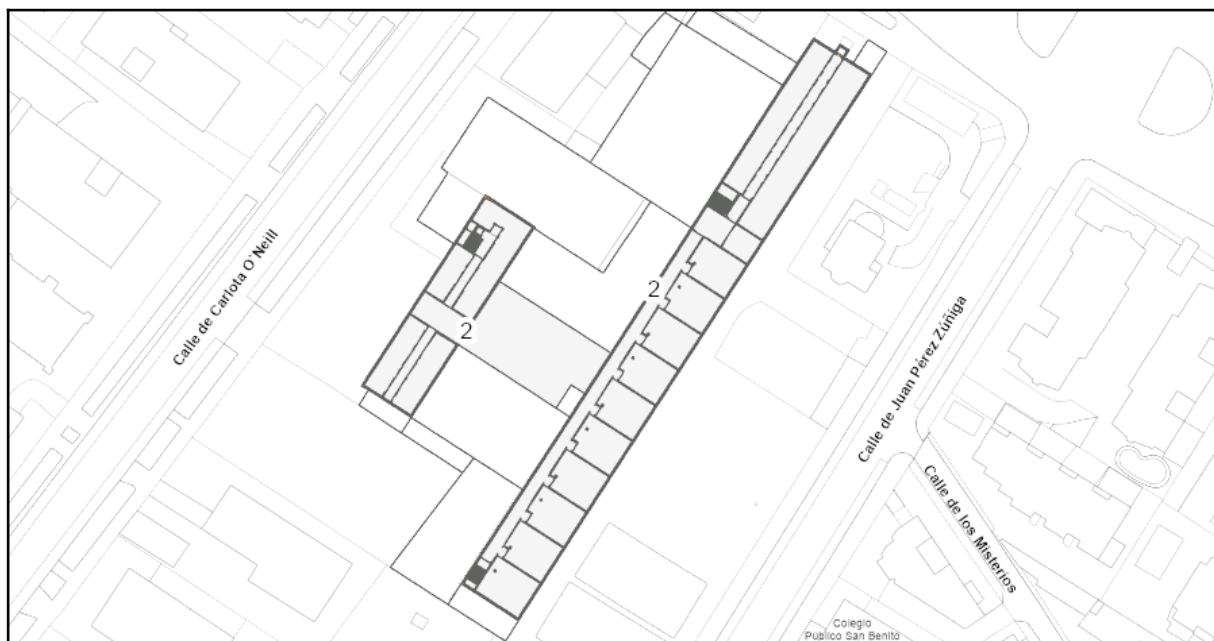 Calle de Carlota O`Neill
2
2
Calle de Juan Pérez Zúñiga
Calle de los Misterios
Colegio
Público San Benito